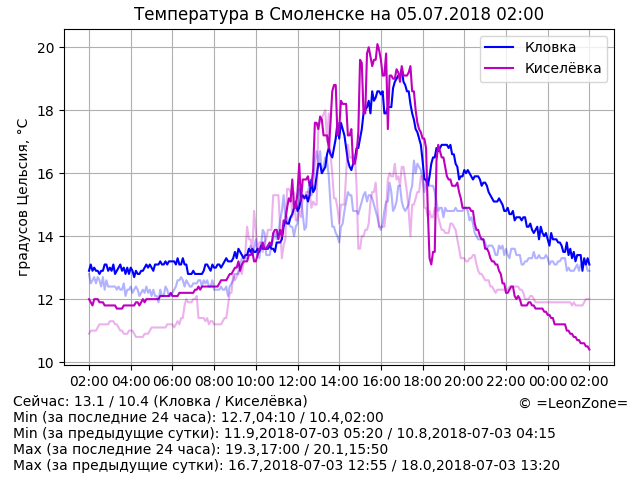 Температура в Смоленске на 05.07.2018 02:00
Кловка
Киселёвка
градусов Цельсия, °C
20
18
16
14
12
10
02:00 04:00 06:00 08:00 10:00 12:00 14:00 16:00 18:00 20:00 22:00 00:00 02:00
Сейчас: 13.1 / 10.4 (Кловка / Киселёвка)
© =LeonZone=
Min (за последние 24 часа): 12.7,04:10 / 10.4,02:00
Min (за предыдущие сутки): 11.9,2018-07-03 05:20 / 10.8,2018-07-03 04:15
Max (за последние 24 часа): 19.3,17:00 / 20.1,15:50
Max (за предыдущие сутки): 16.7,2018-07-03 12:55 / 18.0,2018-07-03 13:20